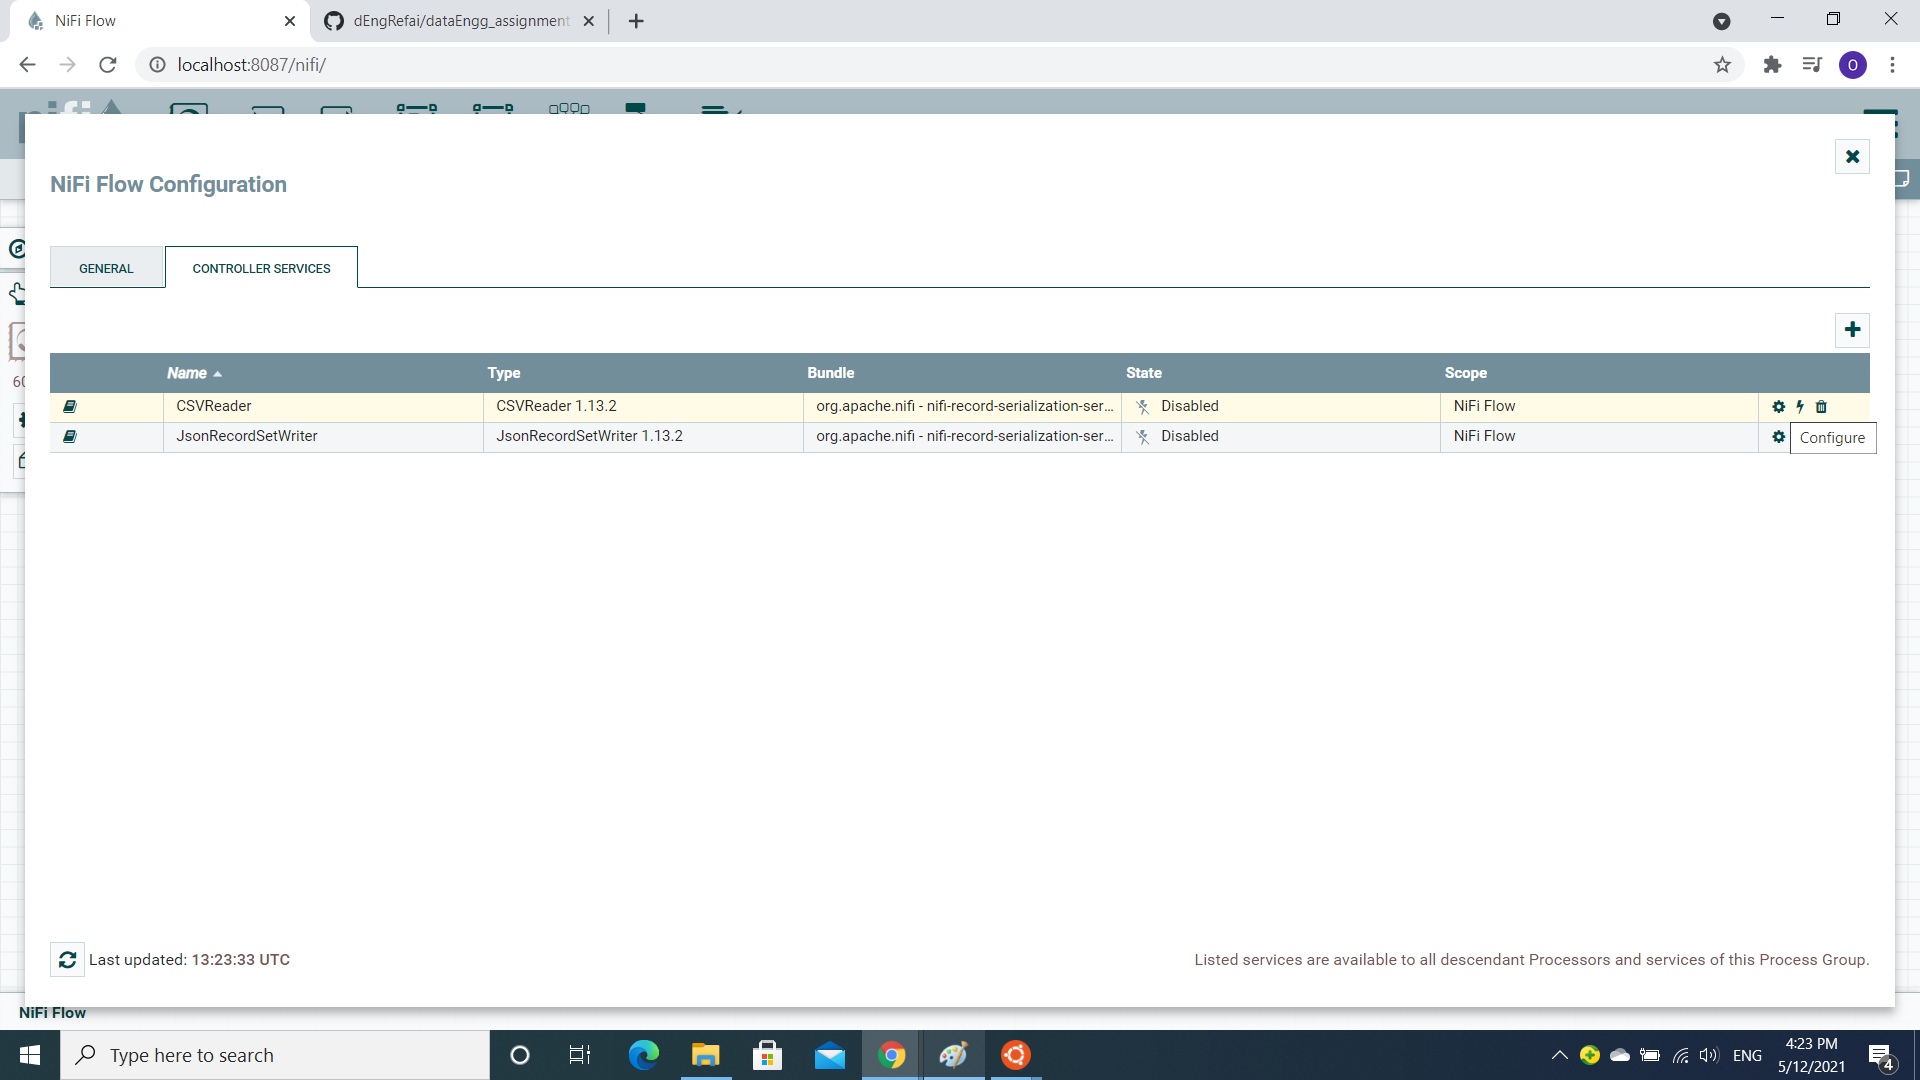 NiFi Flow
dEngRefai/dataEngg_assignment
localhost:8087/nifi/
O
NiFi Flow Configuration
GENERAL
CONTROLLER SERVICES
Name Type Bundle State Scope
CSVReader CSVReader 1.13.2 org.apache.nifi - nifi-record-serialization-ser... Disabled NiFi Flow
JsonRecordSetWriter JsonRecordSetWriter 1.13.2 org.apache.nifi - nifi-record-serialization-ser... Disabled NiFi Flow
Configure
Last updated: 13:23:33 UTC
Listed services are available to all descendant Processors and services of this Process Group.
NiFi Flow
Type here to search
ENG
4:23 PM
5/12/2021
4